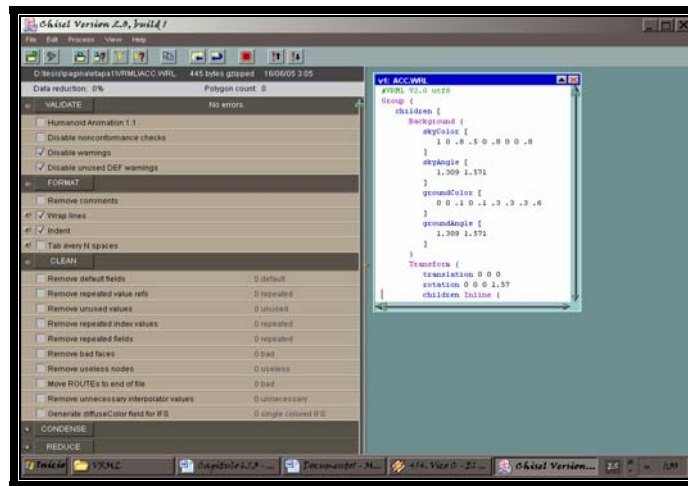 Chisel Version 2.0, build 1
File Edit Process View Help
D:\tesis\pagina\etapa1\VRML\ACC.WRL 445 bytes gzipped 16/06/05 3:05
Data reduction: 0% Polygon count: 0
VALIDATE No errors.
Humanoid Animation 1.1
Disable nonconformance checks
Disable warnings
Disable unused DEF warnings
FORMAT
Remove comments
Wrap lines
Indent
Tab every N spaces
CLEAN
Remove default fields 0 default
Remove repeated value refs 0 repeated
Remove unused values 0 unused
Remove repeated index values 0 repeated
Remove repeated fields 0 repeated
Remove bad faces 0 bad
Remove useless nodes 0 useless
Move ROUTEs to end of file 0 bad
Remove unnecessary interpolator values 0 unnecessary
Generate diffuseColor field for IFS 0 single colored IFS
CONDENSE
REDUCE
v1: ACC.WRL
#VRML V2.0 utf8
Group {
children [
Background {
skyColor [
1 0 .8 .5 0 .8 0 0 .8
]
skyAngle [
1.309 1.571
]
groundColor [
0 0 .1 0 .1 .3 .3 .3 .6
]
groundAngle [
1.309 1.571
]
}
Transform {
translation 0 0 0
rotation 0 0 0 1.57
children Inline {
Inicio VRML Capitulo Documento1 - M... Vico C - El ... Chisel Version...